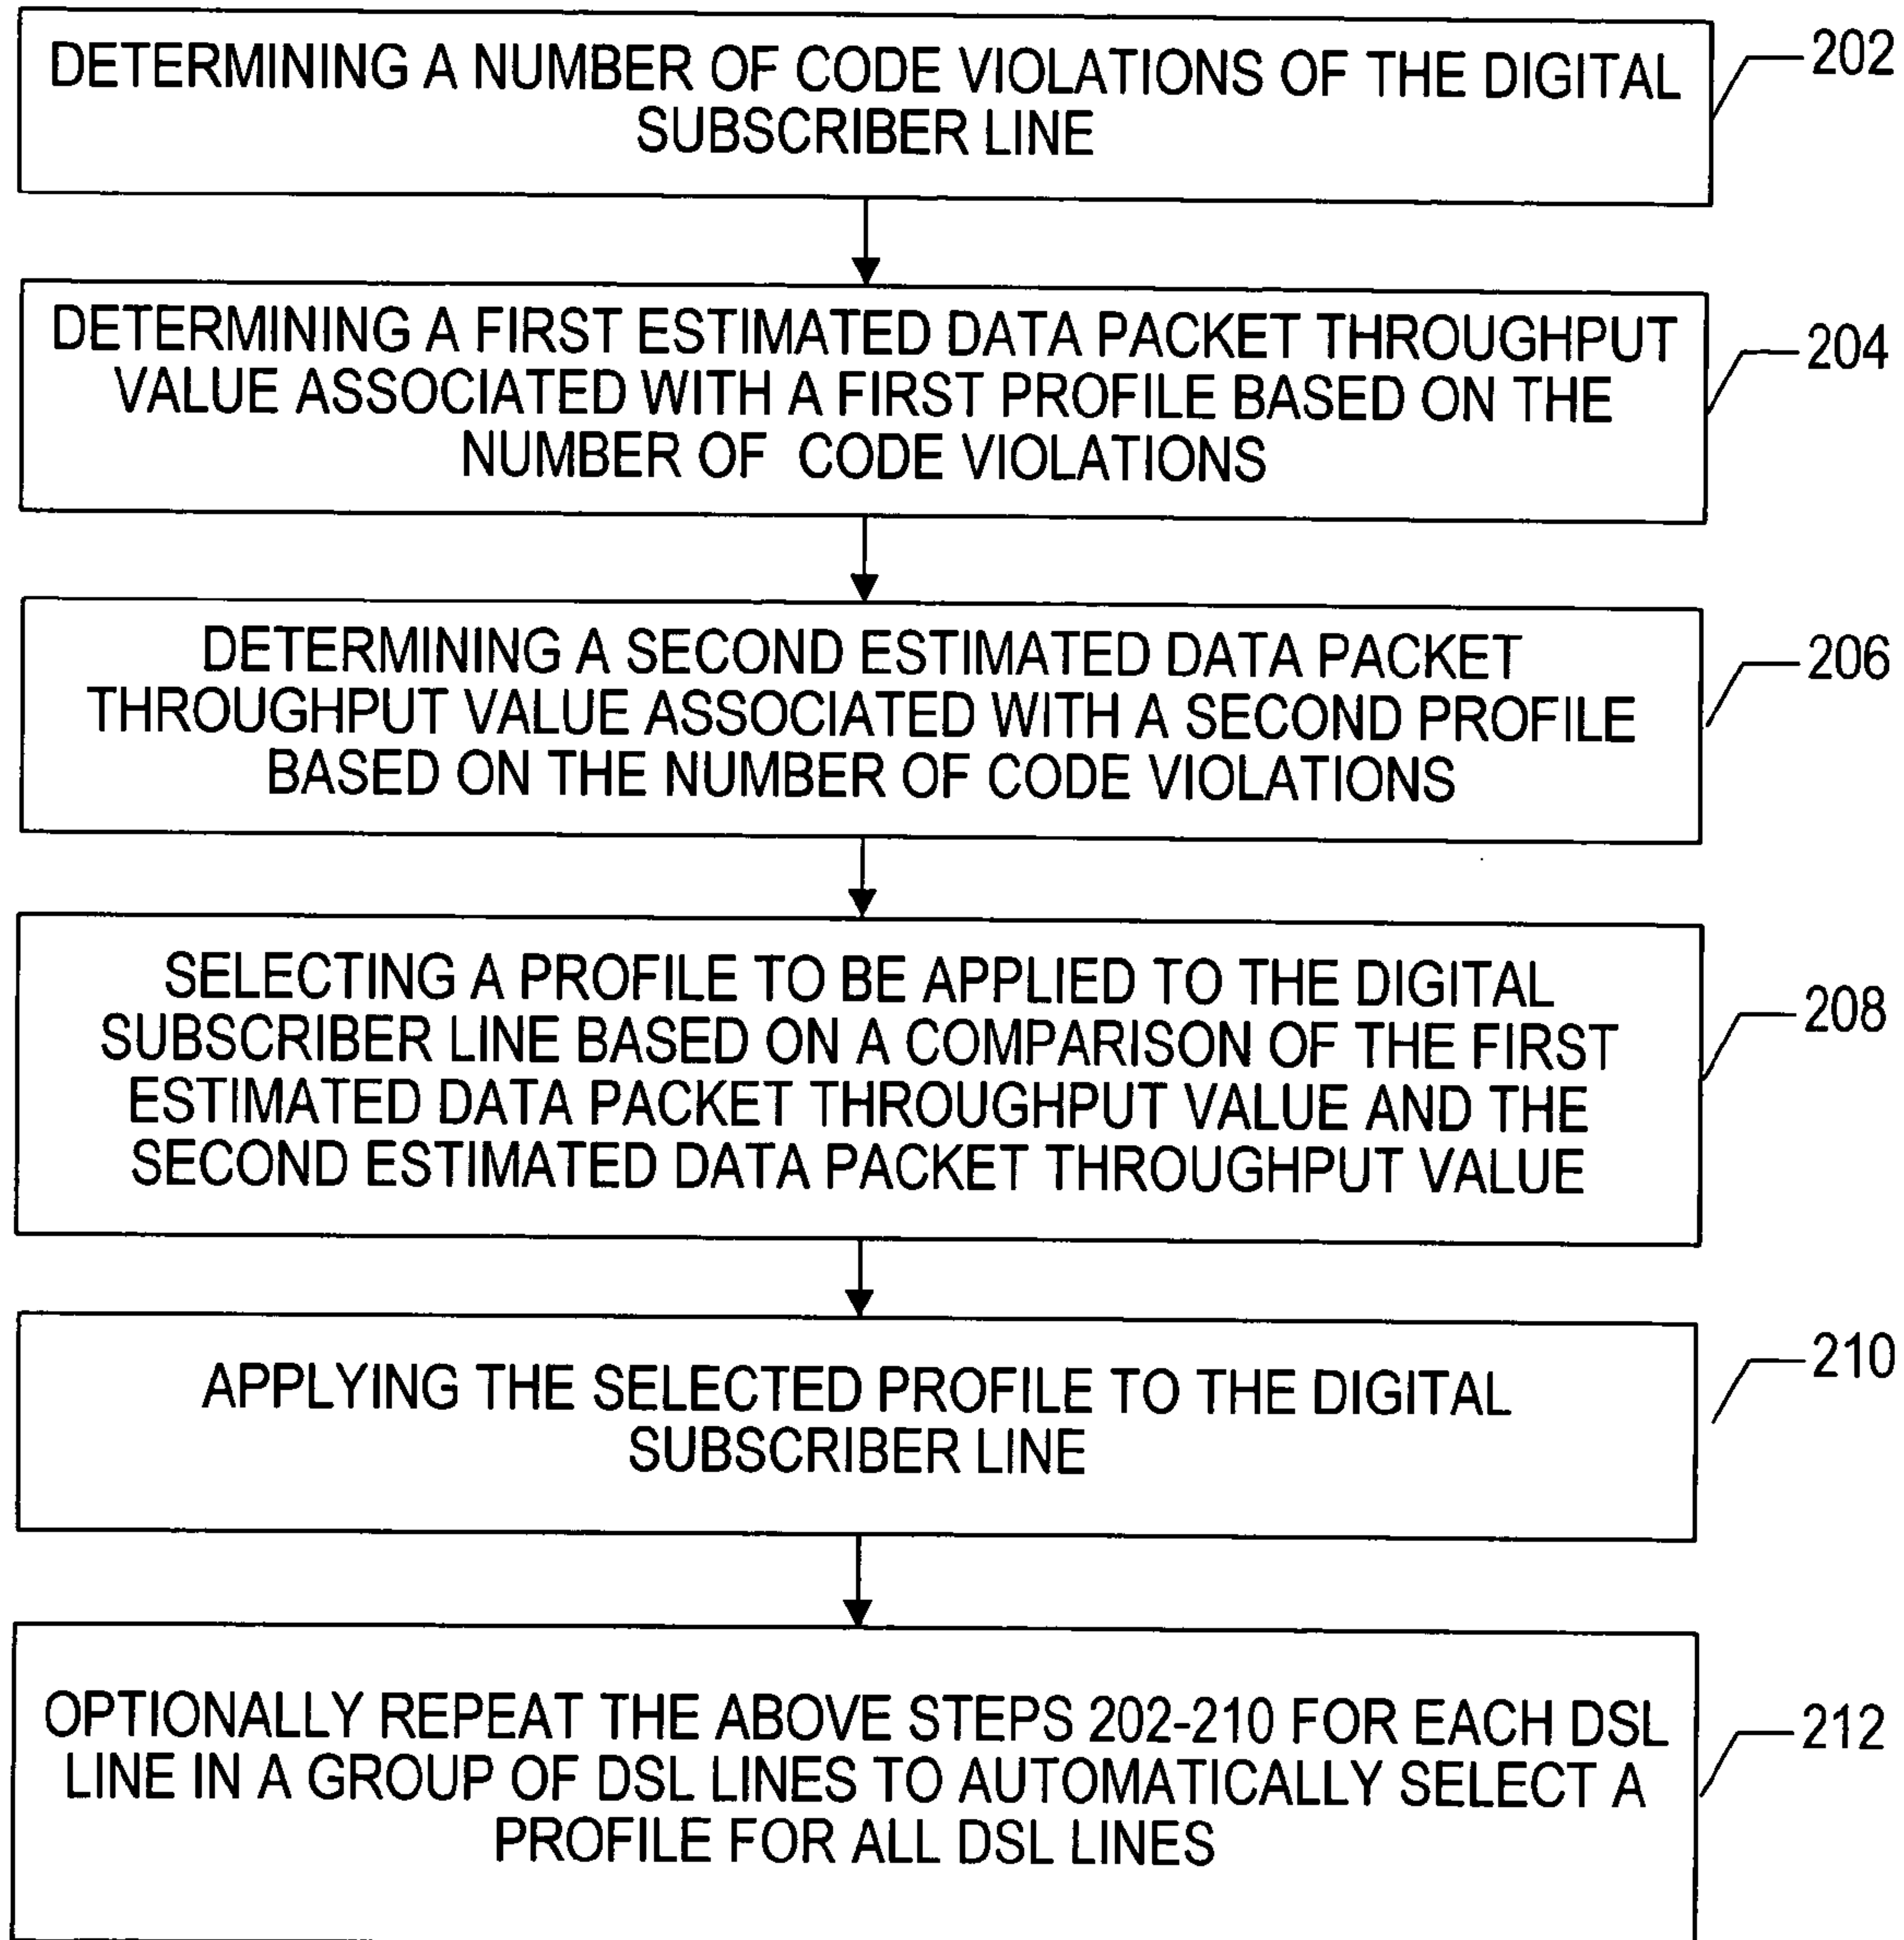 DETERMINING A NUMBER OF CODE VIOLATIONS OF THE DIGITAL
SUBSCRIBER LINE
202
DETERMINING A FIRST ESTIMATED DATA PACKET THROUGHPUT
VALUE ASSOCIATED WITH A FIRST PROFILE BASED ON THE
NUMBER OF CODE VIOLATIONS
204
DETERMINING A SECOND ESTIMATED DATA PACKET
THROUGHPUT VALUE ASSOCIATED WITH A SECOND PROFILE
BASED ON THE NUMBER OF CODE VIOLATIONS
206
SELECTING A PROFILE TO BE APPLIED TO THE DIGITAL
SUBSCRIBER LINE BASED ON A COMPARISON OF THE FIRST
ESTIMATED DATA PACKET THROUGHPUT VALUE AND THE
SECOND ESTIMATED DATA PACKET THROUGHPUT VALUE
208
APPLYING THE SELECTED PROFILE TO THE DIGITAL
SUBSCRIBER LINE
210
OPTIONALLY REPEAT THE ABOVE STEPS 202-210 FOR EACH DSL
LINE IN A GROUP OF DSL LINES TO AUTOMATICALLY SELECT A
PROFILE FOR ALL DSL LINES
212